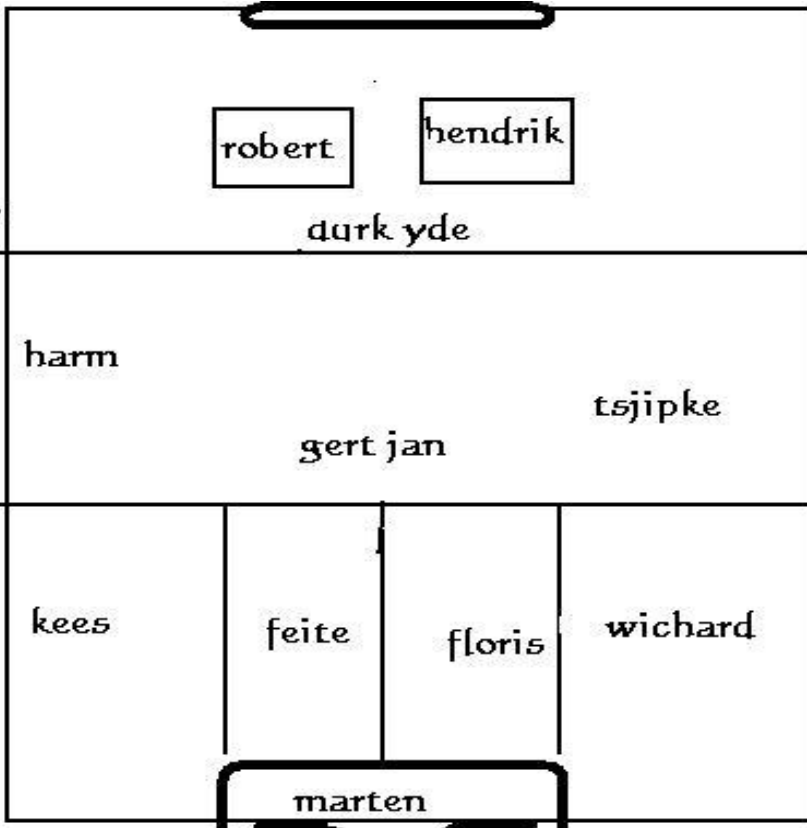 robert
hendrik
durk yde
harm
tsjipke
gert jan
kees
feite
floris
wichard
marten